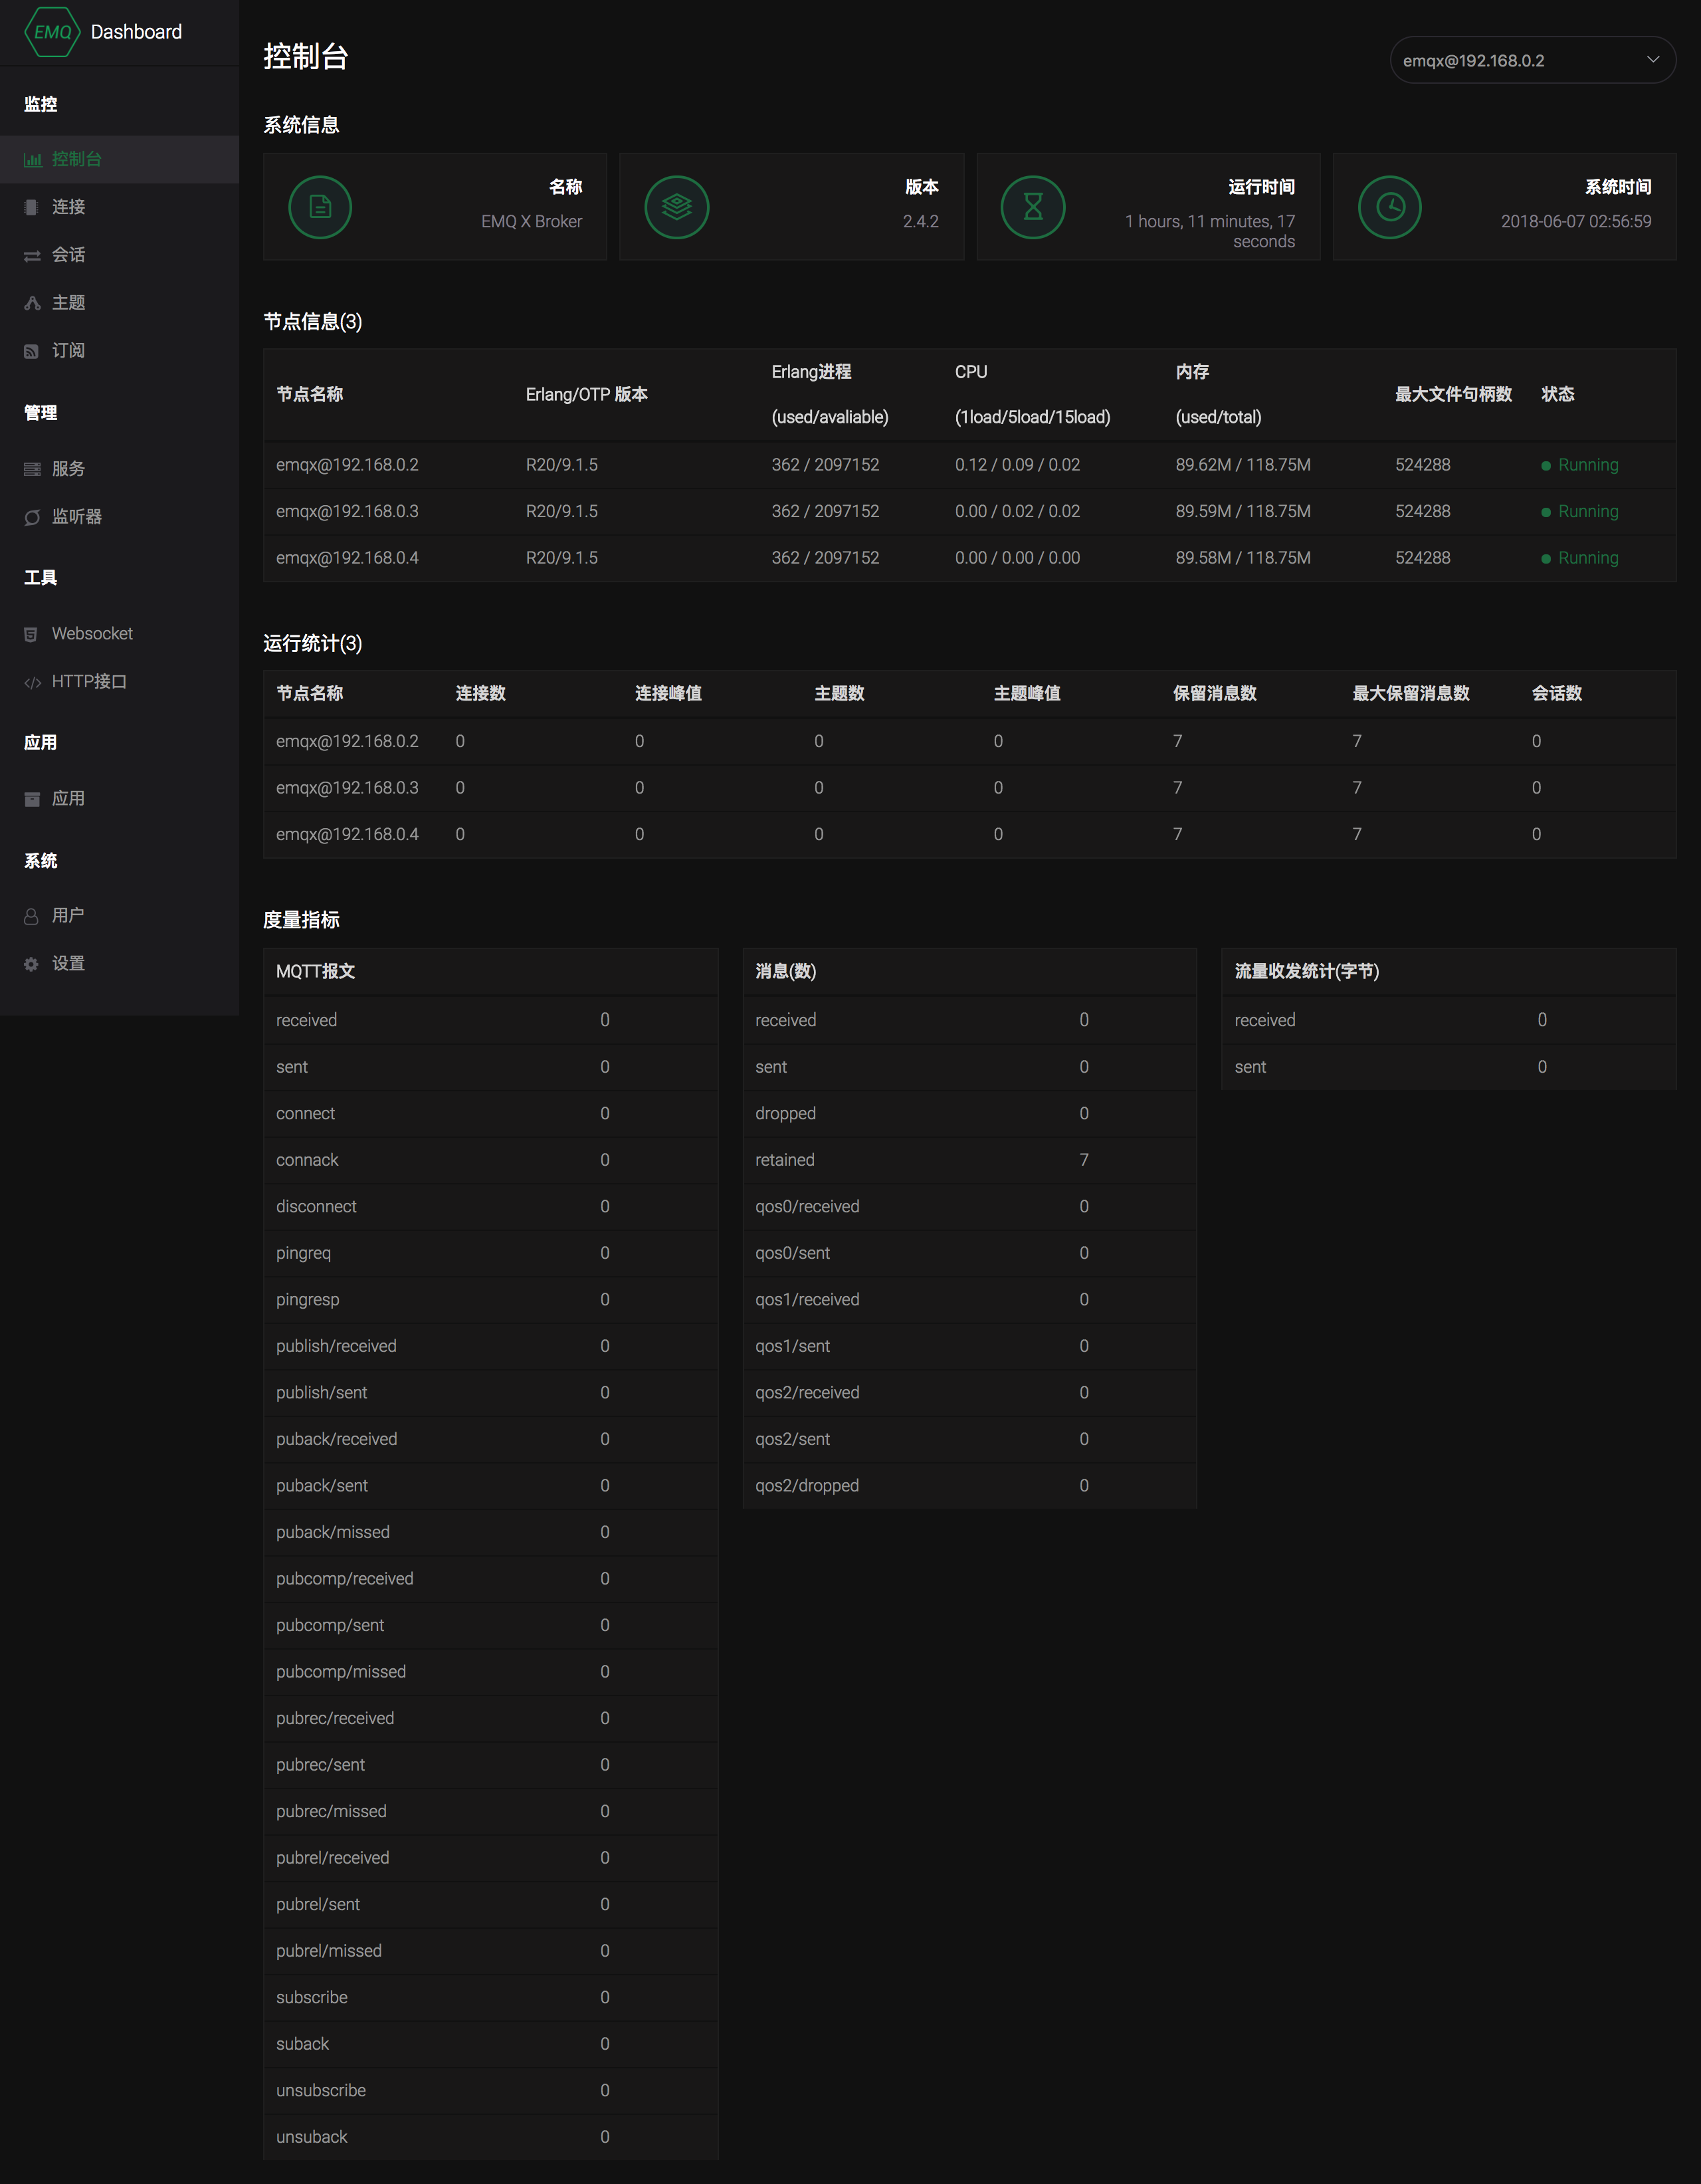 EMQ Dashboard
监控
控制台
连接
会话
主题
订阅
管理
服务
监听器
工具
Websocket
HTTP接口
应用
应用
系统
用户
设置
控制台
emqx@192.168.0.2
系统信息
名称
EMQ X Broker
版本
2.4.2
运行时间
1 hours, 11 minutes, 17
seconds
系统时间
2018-06-07 02:56:59
节点信息(3)
节点名称 Erlang/OTP 版本 Erlang进程 (used/avaliable) CPU (1load/5load/15load) 内存 (used/total) 最大文件句柄数 状态
emqx@192.168.0.2 R20/9.1.5 362 / 2097152 0.12 / 0.09 / 0.02 89.62M / 118.75M 524288 Running
emqx@192.168.0.3 R20/9.1.5 362 / 2097152 0.00 / 0.02 / 0.02 89.59M / 118.75M 524288 Running
emqx@192.168.0.4 R20/9.1.5 362 / 2097152 0.00 / 0.00 / 0.00 89.58M / 118.75M 524288 Running
运行统计(3)
节点名称 连接数 连接峰值 主题数 主题峰值 保留消息数 最大保留消息数 会话数
emqx@192.168.0.2 0 0 0 0 7 7 0
emqx@192.168.0.3 0 0 0 0 7 7 0
emqx@192.168.0.4 0 0 0 0 7 7 0
度量指标
MQTT报文
received 0
sent 0
connect 0
connack 0
disconnect 0
pingreq 0
pingresp 0
publish/received 0
publish/sent 0
puback/received 0
puback/sent 0
puback/missed 0
pubcomp/received 0
pubcomp/sent 0
pubcomp/missed 0
pubrec/received 0
pubrec/sent 0
pubrec/missed 0
pubrel/received 0
pubrel/sent 0
pubrel/missed 0
subscribe 0
suback 0
unsubscribe 0
unsuback 0
消息(数)
received 0
sent 0
dropped 0
retained 7
qos0/received 0
qos0/sent 0
qos1/received 0
qos1/sent 0
qos2/received 0
qos2/sent 0
qos2/dropped 0
流量收发统计(字节)
received 0
sent 0